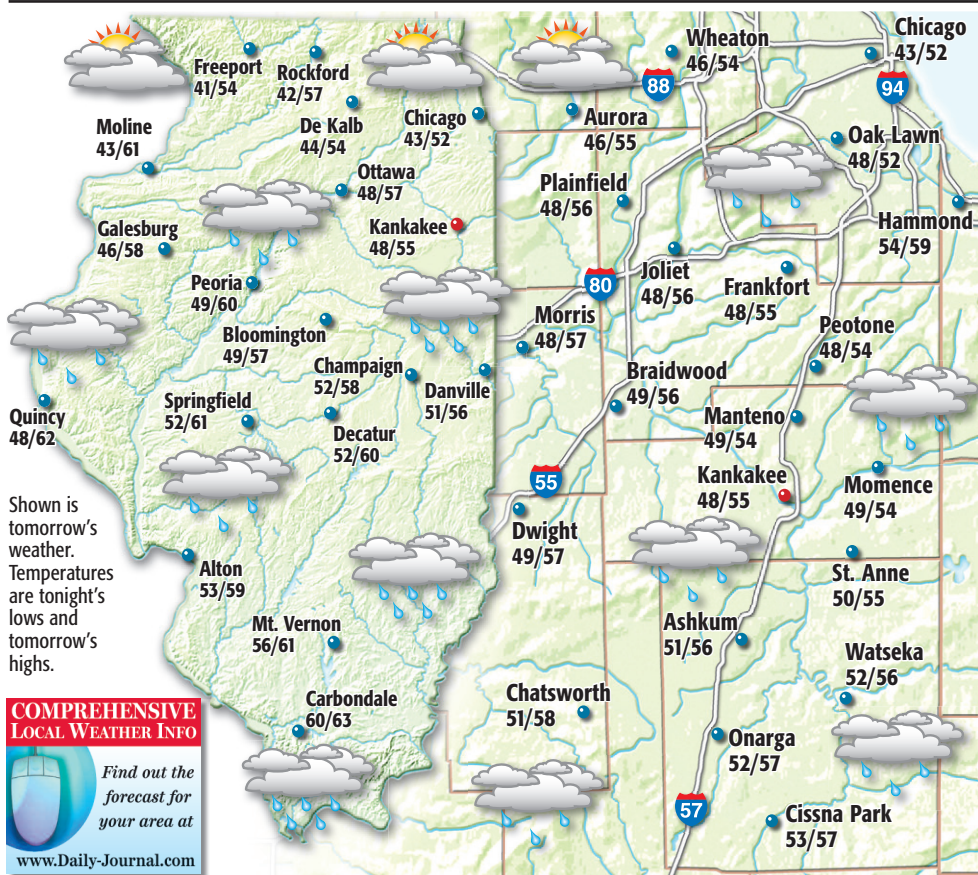 Freeport
41/54
Rockford
42/57
De Kalb
44/54
Chicago
43/52
Moline
43/61
Ottawa
48/57
Galesburg
46/58
Kankakee
48/55
Peoria
49/60
Bloomington
49/57
Champaign
52/58
Danville
51/56
Quincy
48/62
Springfield
52/61
Decatur
52/60
Alton
53/59
Mt. Vernon
56/61
Carbondale
60/63
Shown is
tomorrow's
weather.
Temperatures
are tonight's
lows and
tomorrow's
highs.
COMPREHENSIVE
LOCAL WEATHER INFO
Find out the
forecast for
your area at
www.Daily-Journal.com
Wheaton
46/54
Chicago
43/52
88
94
Aurora
46/55
Oak Lawn
48/52
Plainfield
48/56
Hammond
54/59
Joliet
48/56
80
Frankfort
48/55
Morris
48/57
Peotone
48/54
Braidwood
49/56
Manteno
49/54
55
Kankakee
48/55
Momence
49/54
Dwight
49/57
St. Anne
50/55
Ashkum
51/56
Watseka
52/56
Chatsworth
51/58
Onarga
52/57
57
Cissna Park
53/57